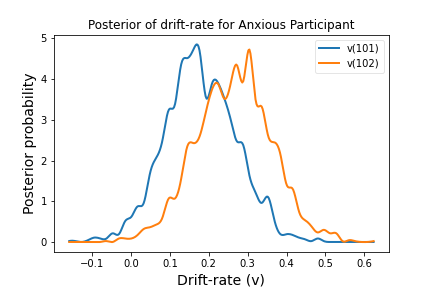 Posterior of drift-rate for Anxious Participant
Posterior probability
5
4
3
2
1
0
v(101)
v(102)
−0.1 0.0 0.1 0.2 0.3 0.4 0.5 0.6
Drift-rate (v)